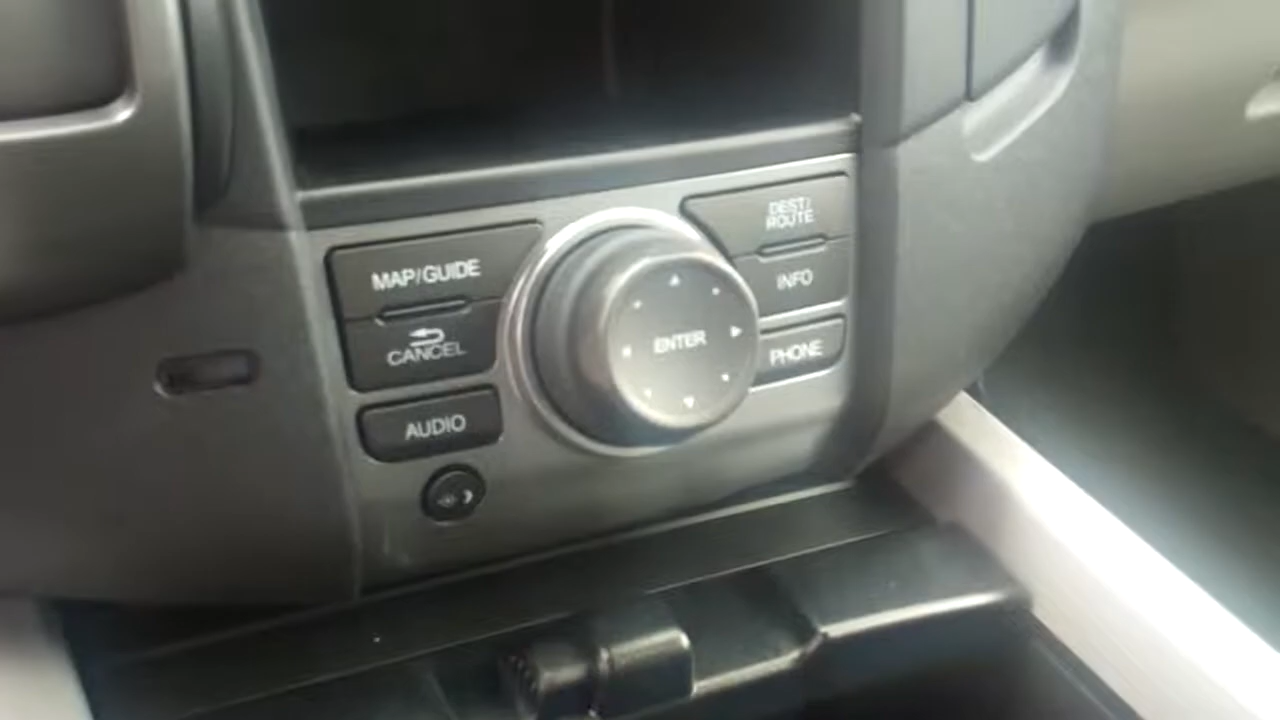 MAP/GUIDE
CANCEL
AUDIO
ENTER
DEST/
ROUTE
INFO
PHONE